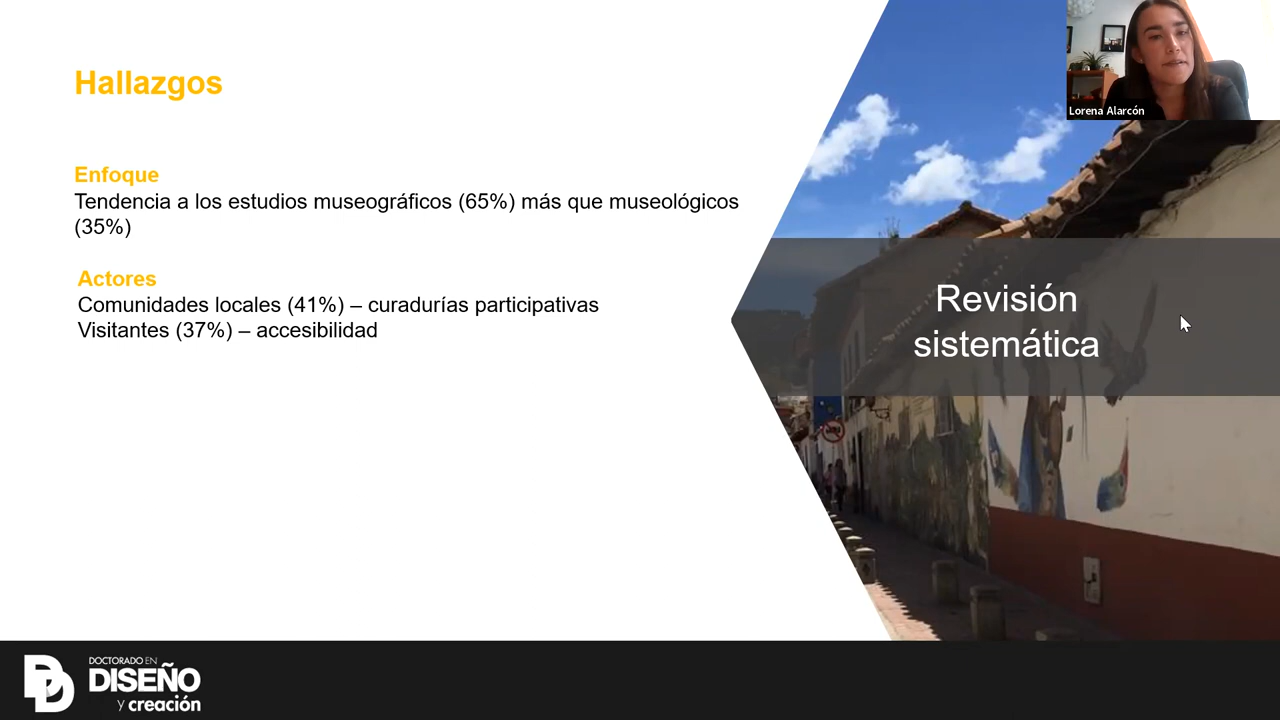 Hallazgos
Lorena Alarcón
Enfoque
Tendencia a los estudios museográficos (65%) más que museológicos
(35%)
Actores
Comunidades locales (41%) – curadurías participativas
Visitantes (37%) – accesibilidad
Revisión
sistemática
DOCTORADO EN
DISEÑO
y creación